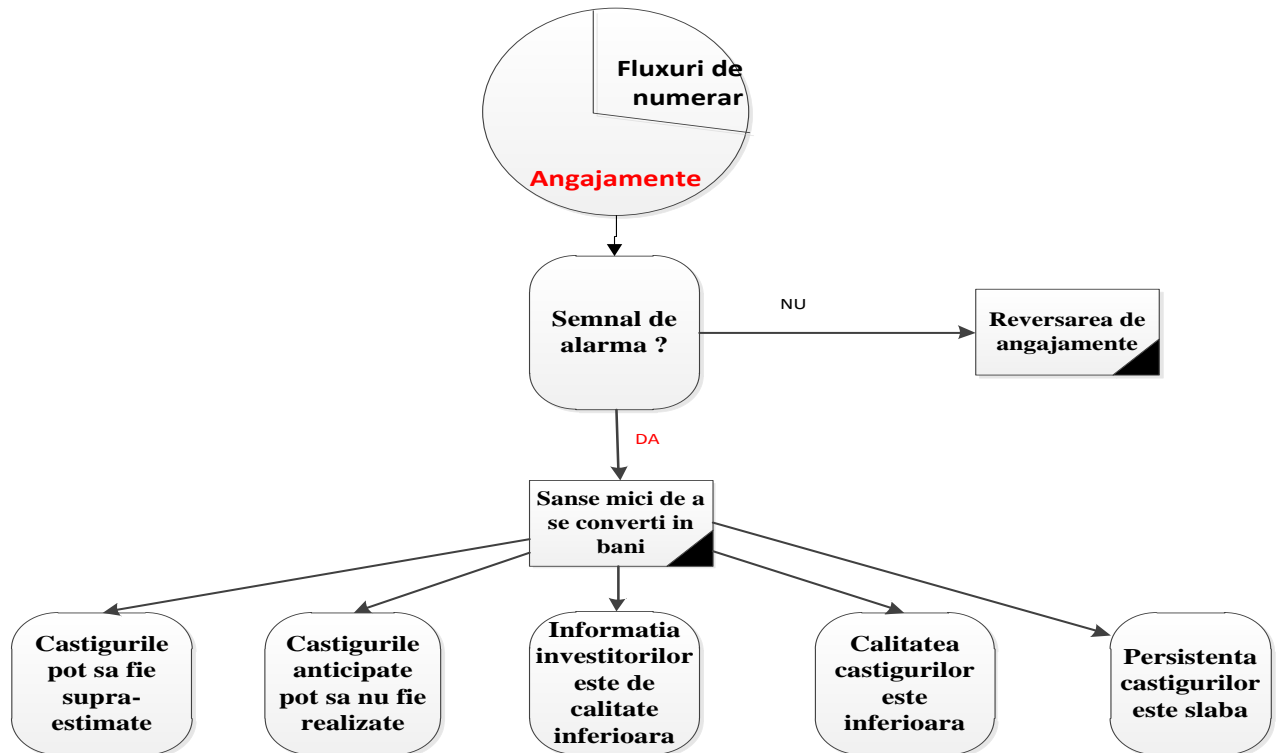 Fluxuri de
numerar
Angajamente
Semnal de
alarma ?
NU
Reversarea de
angajamente
DA
Sanse mici de a
se converti in
bani
Castigurile
pot sa fie
supra-
estimate
Castigurile
anticipate
pot sa nu fie
realizate
Informatia
investitorilor
este de
calitate
inferioara
Calitatea
castigurilor
este
inferioara
Persistenta
castigurilor
este slaba